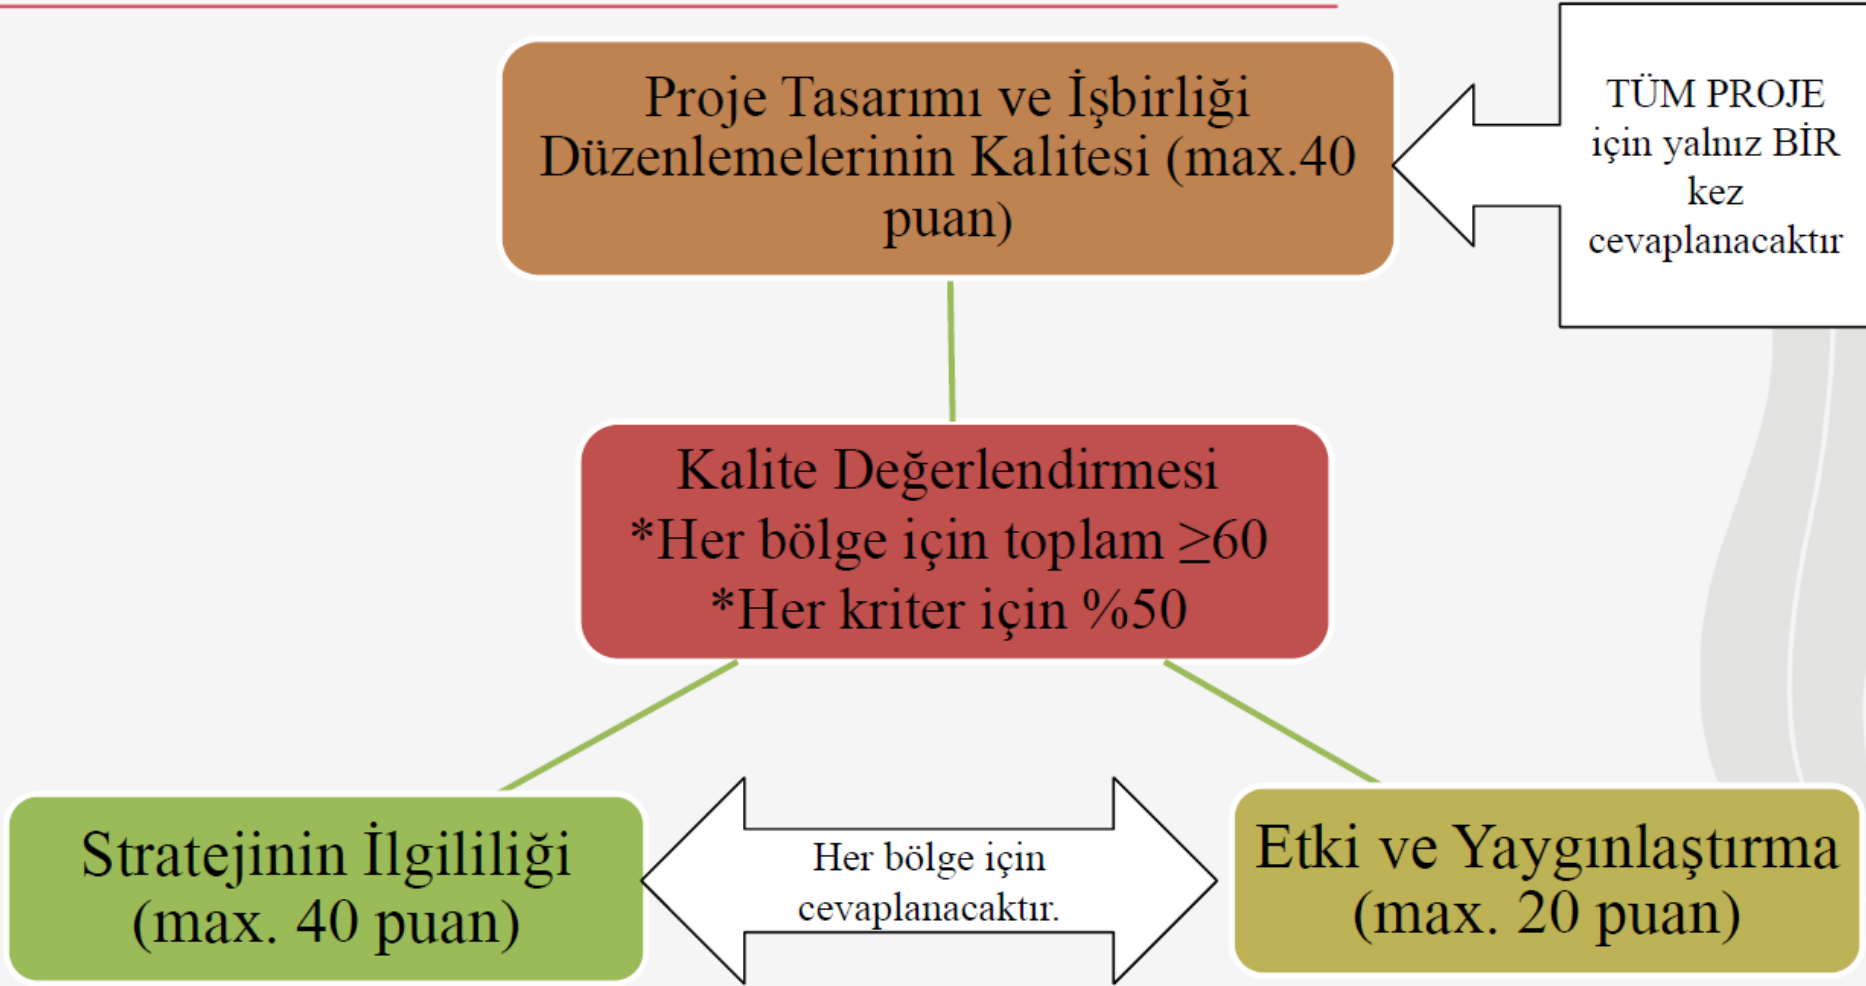 Proje Tasarımı ve İşbirliği
Düzenlemelerinin Kalitesi (max.40
puan)
TÜM PROJE
için yalnız BİR
kez
cevaplanacaktır
Kalite Değerlendirmesi
*Her bölge için toplam ≥60
*Her kriter için %50
Stratejinin İlgililiği
(max. 40 puan)
Her bölge için
cevaplanacaktır.
Etki ve Yaygınlaştırma
(max. 20 puan)